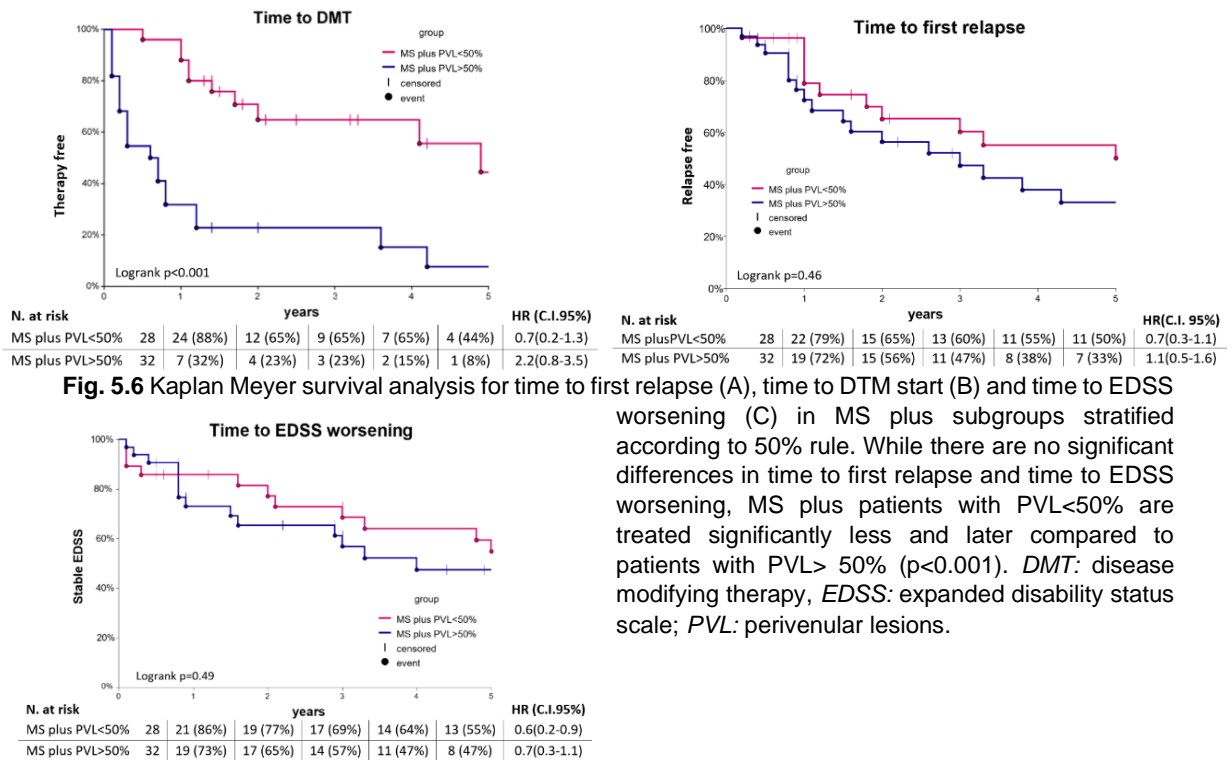 Time to DMT
group
MS plus PVL<50%
MS plus PVL>50%
censored
event
100%
80%
60%
40%
20%
0%
Therapy free
Logrank p<0.001
0 1 2 3 4 5
years
N. at risk HR (C.I.95%)
MS plus PVL<50% 28 24 (88%) 12 (65%) 9 (65%) 7 (65%) 4 (44%) 0.7(0.2-1.3)
MS plus PVL>50% 32 7 (32%) 4 (23%) 3 (23%) 2 (15%) 1 (8%) 2.2(0.8-3.5)
Time to first relapse
100%
80%
60%
40%
20%
0%
Relapse free
group
MS plus PVL<50%
MS plus PVL>50%
censored
event
Logrank p=0.46
0 1 2 3 4 5
years
N. at risk HR(C.I. 95%)
MS plusPVL<50% 28 22 (79%) 15 (65%) 13 (60%) 11 (55%) 11 (50%) 0.7(0.3-1.1)
MS plus PVL>50% 32 19 (72%) 15 (56%) 11 (47%) 8 (38%) 7 (33%) 1.1(0.5-1.6)
Fig. 5.6 Kaplan Meyer survival analysis for time to first relapse (A), time to DTM start (B) and time to EDSS
worsening (C) in MS plus subgroups stratified
according to 50% rule. While there are no significant
differences in time to first relapse and time to EDSS
worsening, MS plus patients with PVL<50% are
treated significantly less and later compared to
patients with PVL> 50% (p<0.001). DMT: disease
modifying therapy, EDSS: expanded disability status
scale; PVL: perivenular lesions.
Time to EDSS worsening
100%
80%
60%
40%
20%
0%
Stable EDSS
group
MS plus PVL<50%
MS plus PVL>50%
censored
event
Logrank p=0.49
0 1 2 3 4 5
years
N. at risk HR (C.I.95%)
MS plus PVL<50% 28 21 (86%) 19 (77%) 17 (69%) 14 (64%) 13 (55%) 0.6(0.2-0.9)
MS plus PVL>50% 32 19 (73%) 17 (65%) 14 (57%) 11 (47%) 8 (47%) 0.7(0.3-1.1)